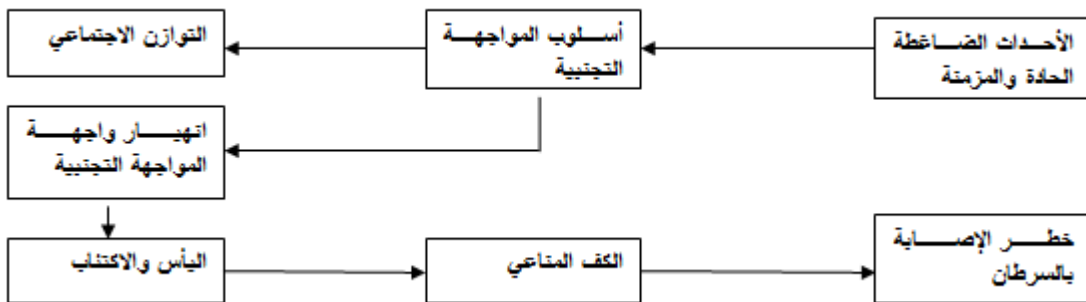 الأحداث الضاغطة
الحادة والمزمنة
أسلوب المواجهة
التجنبية
التوازن الاجتماعي
انهيار واجهة
المواجهة التجنبية
اليأس والاكتئاب
الكف المناعي
خطر الإصابة
بالسرطان